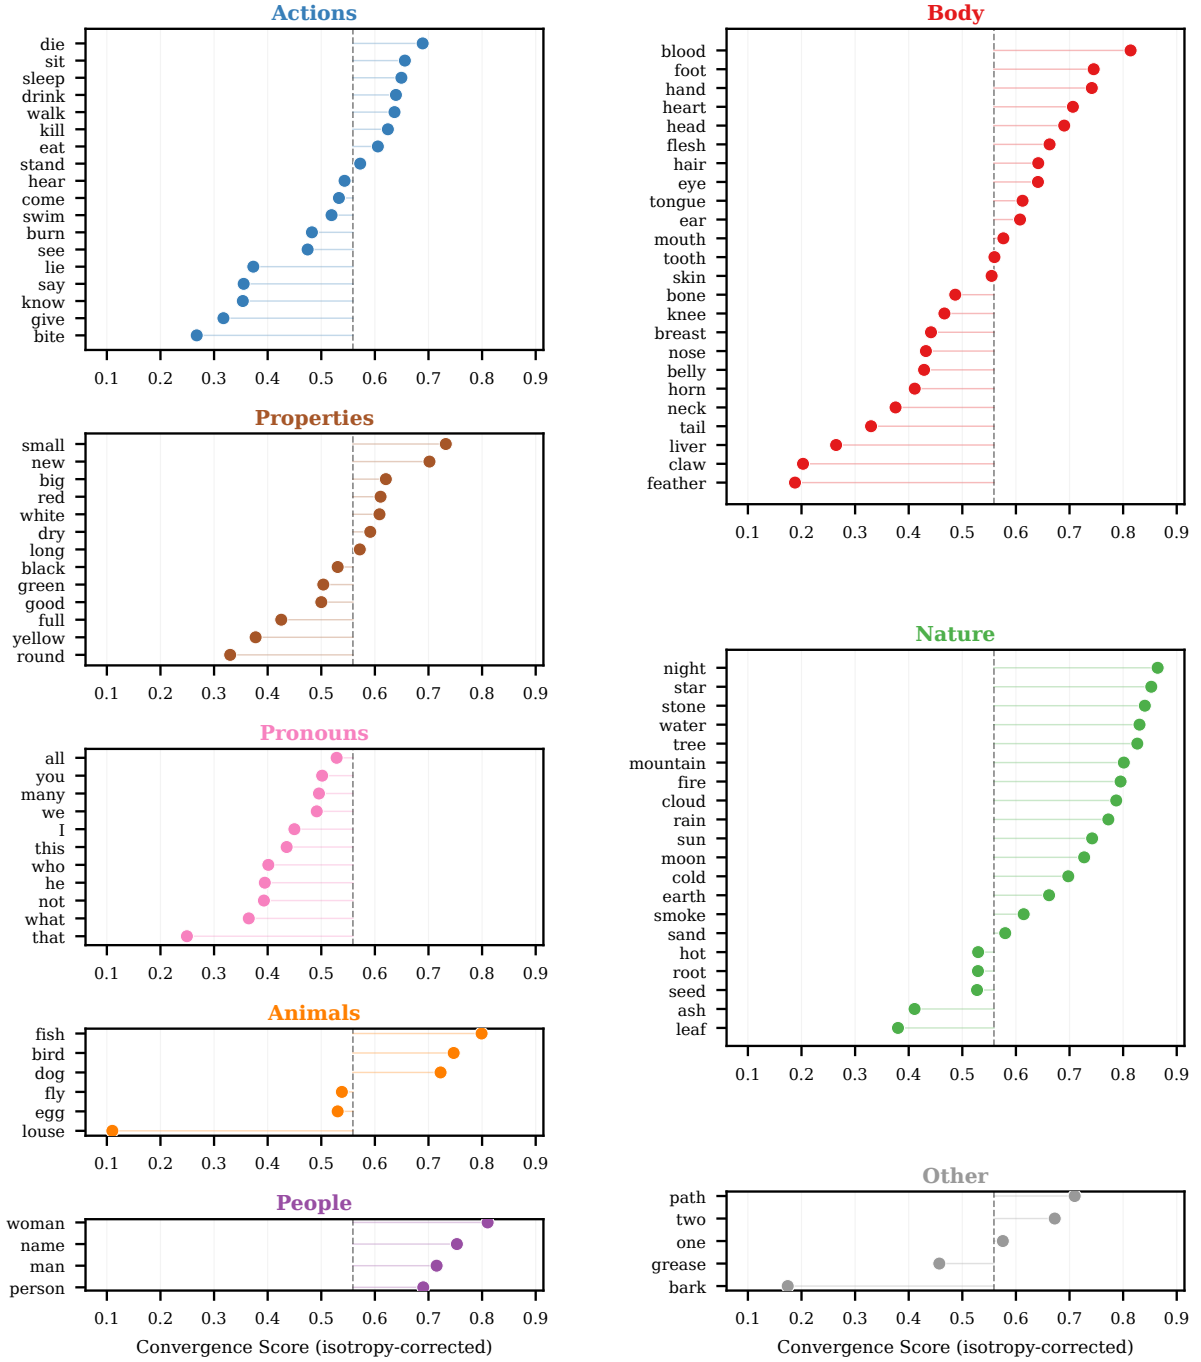 Actions
die
sit
sleep
drink
walk
kill
eat
stand
hear
come
swim
burn
see
lie
say
know
give
bite
0.1 0.2 0.3 0.4 0.5 0.6 0.7 0.8 0.9
Properties
small
new
big
red
white
dry
long
black
green
good
full
yellow
round
0.1 0.2 0.3 0.4 0.5 0.6 0.7 0.8 0.9
Pronouns
all
you
many
we
I
this
who
he
not
what
that
0.1 0.2 0.3 0.4 0.5 0.6 0.7 0.8 0.9
Animals
fish
bird
dog
fly
egg
louse
0.1 0.2 0.3 0.4 0.5 0.6 0.7 0.8 0.9
People
woman
name
man
person
0.1 0.2 0.3 0.4 0.5 0.6 0.7 0.8 0.9
Convergence Score (isotropy-corrected)
Body
blood
foot
hand
heart
head
flesh
hair
eye
tongue
ear
mouth
tooth
skin
bone
knee
breast
nose
belly
horn
neck
tail
liver
claw
feather
0.1 0.2 0.3 0.4 0.5 0.6 0.7 0.8 0.9
Nature
night
star
stone
water
tree
mountain
fire
cloud
rain
sun
moon
cold
earth
smoke
sand
hot
root
seed
ash
leaf
0.1 0.2 0.3 0.4 0.5 0.6 0.7 0.8 0.9
Other
path
two
one
grease
bark
0.1 0.2 0.3 0.4 0.5 0.6 0.7 0.8 0.9
Convergence Score (isotropy-corrected)